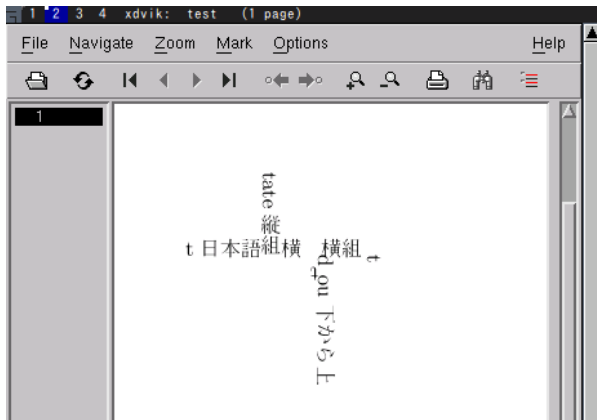 1 2 3 4 xdvik: test (1 page)
File Navigate Zoom Mark Options Help
1
tate 縦組
t 日本語 横 横組 t
d ou 下から上
t